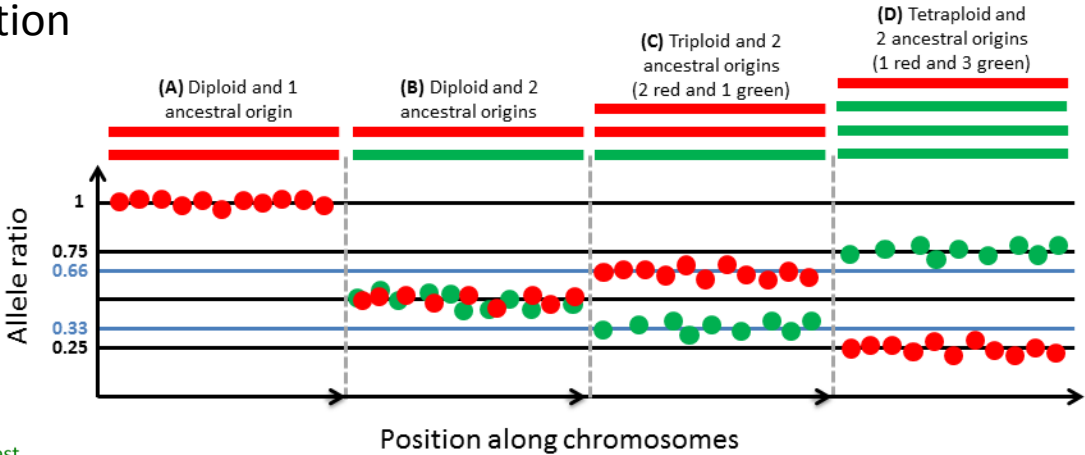 tion
(A) Diploid and 1
ancestral origin
(B) Diploid and 2
ancestral origins
(C) Triploid and 2
ancestral origins
(2 red and 1 green)
(D) Tetraploid and
2 ancestral origins
(1 red and 3 green)
Allele ratio
1
0.75
0.66
0.33
0.25
Position along chromosomes